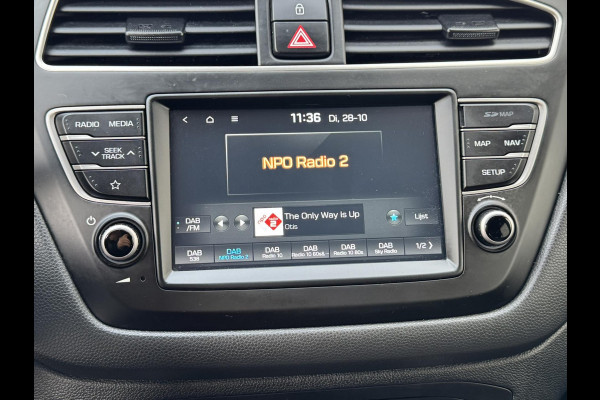 RADIO MEDIA
SEEK
TRACK
11:36 Di, 28-10
NPO Radio 2
DAB
/FM
The Only Way Is Up
Otis
Lijst
DAB
538
DAB
NPO Radio 2
DAB
Radio 10
DAB
Radio 10 60s&
DAB
Radio 10 80s
DAB
Sky Radio
1/2
MAP
MAP NAV
SETUP